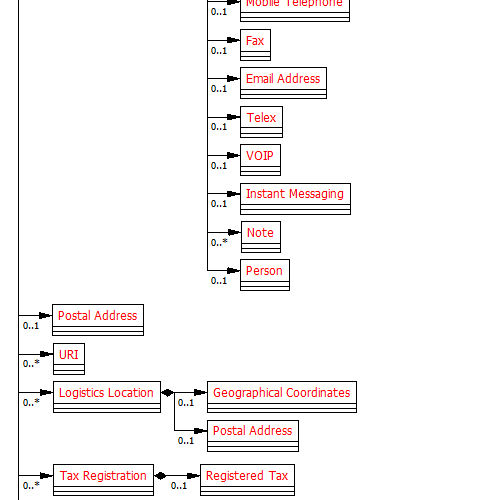 Mobile Telephone
0..1
Fax
0..1
Email Address
0..1
Telex
0..1
VOIP
0..1
Instant Messaging
0..1
Note
0..*
Person
0..1
Postal Address
0..1
URI
0..*
Logistics Location
0..*
Geographical Coordinates
0..1
Postal Address
0..1
Tax Registration
0..*
Registered Tax
0..1